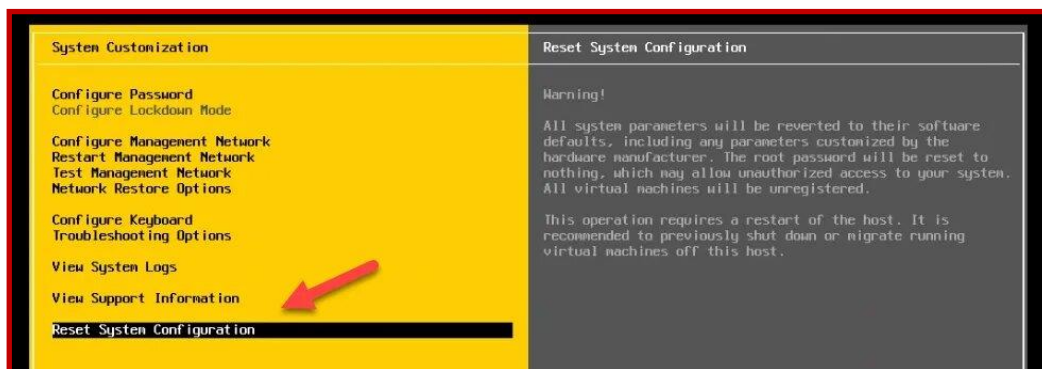 System Customization
Configure Password
Configure Lockdown Mode
Configure Management Network
Restart Management Network
Test Management Network
Network Restore Options
Configure Keyboard
Troubleshooting Options
View System Logs
View Support Information
Reset System Configuration
Reset System Configuration
Warning!
All system parameters will be reverted to their software
defaults, including any parameters customized by the
hardware manufacturer. The root password will be reset to
nothing, which may allow unauthorized access to your system.
All virtual machines will be unregistered.
This operation requires a restart of the host. It is
recommended to previously shut down or migrate running
virtual machines off this host.